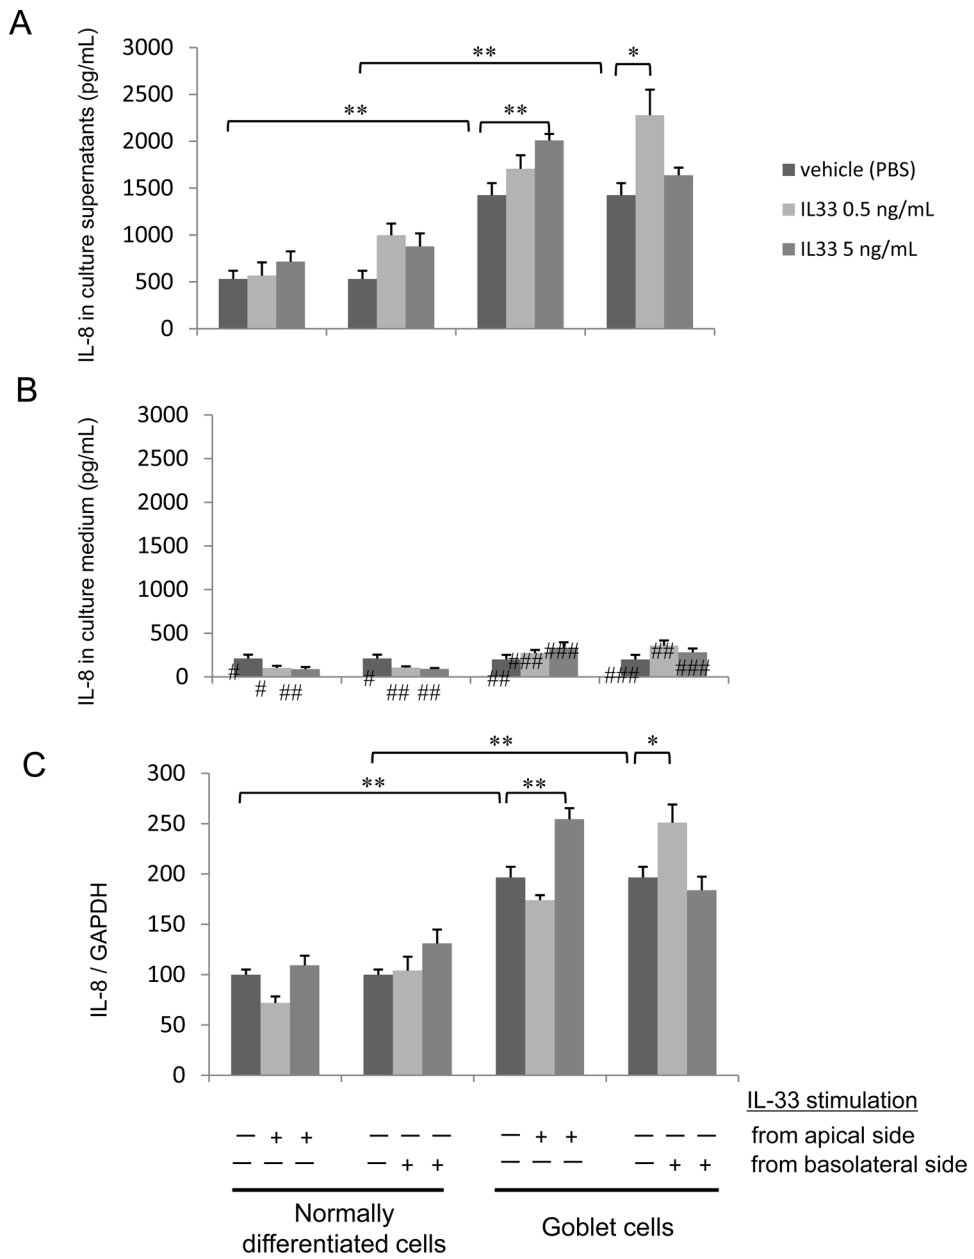 A
IL-8 in culture supernatants (pg/mL)
3000
2500
2000
1500
1000
500
0
**
**
**
*
vehicle (PBS)
IL33 0.5 ng/mL
IL33 5 ng/mL
B
IL-8 in culture medium (pg/mL)
3000
2500
2000
1500
1000
500
0
# # ## # ## ## ## ### ### ### ## ###
C
IL-8 / GAPDH
300
250
200
150
100
50
0
**
**
**
*
IL-33 stimulation
— + + — — — — + + — — — from apical side
— — — — + + — — — — + + from basolateral side
Normally
differentiated cells
Goblet cells